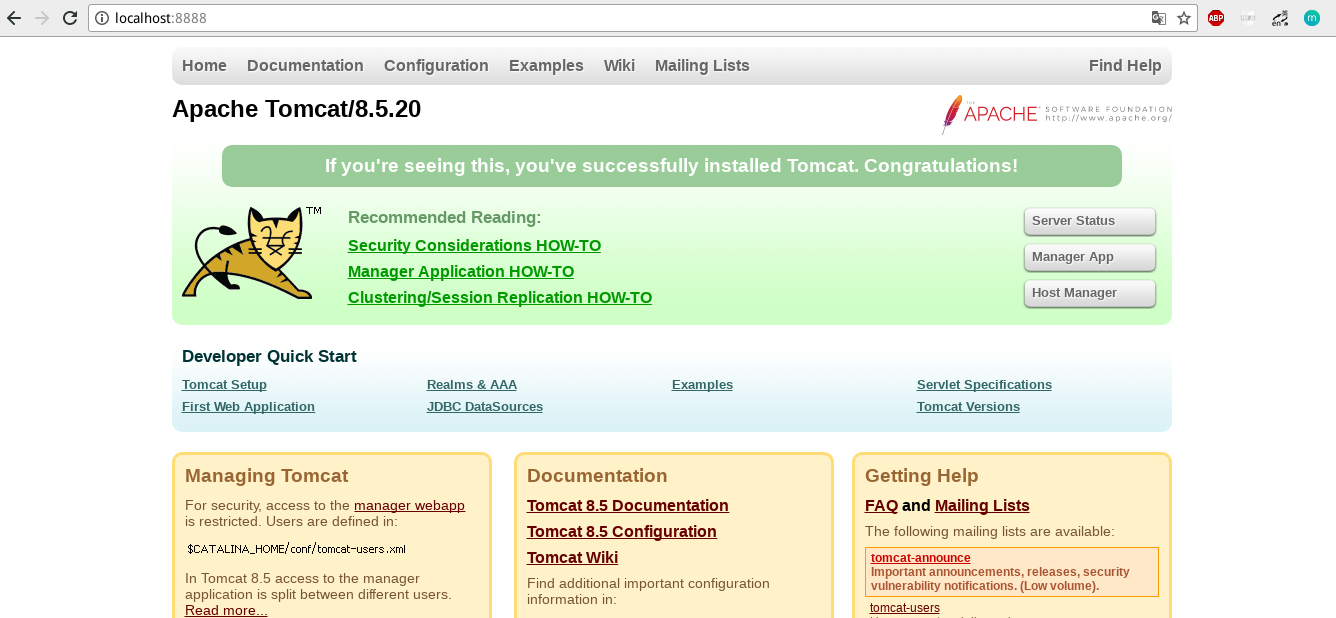 localhost:8888
ABP
en
m
Home Documentation Configuration Examples Wiki Mailing Lists Find Help
Apache Tomcat/8.5.20
THE
APACHE® SOFTWARE FOUNDATION
http://www.apache.org/
If you're seeing this, you've successfully installed Tomcat. Congratulations!
TM
Recommended Reading:
Security Considerations HOW-TO
Manager Application HOW-TO
Clustering/Session Replication HOW-TO
Server Status
Manager App
Host Manager
Developer Quick Start
Tomcat Setup
First Web Application
Realms & AAA
JDBC DataSources
Examples
Servlet Specifications
Tomcat Versions
Managing Tomcat
For security, access to the manager webapp
is restricted. Users are defined in:
$CATALINA_HOME/conf/tomcat-users.xml
In Tomcat 8.5 access to the manager
application is split between different users.
Read more...
Documentation
Tomcat 8.5 Documentation
Tomcat 8.5 Configuration
Tomcat Wiki
Find additional important configuration
information in:
Getting Help
FAQ and Mailing Lists
The following mailing lists are available:
tomcat-announce
Important announcements, releases, security
vulnerability notifications. (Low volume).
tomcat-users